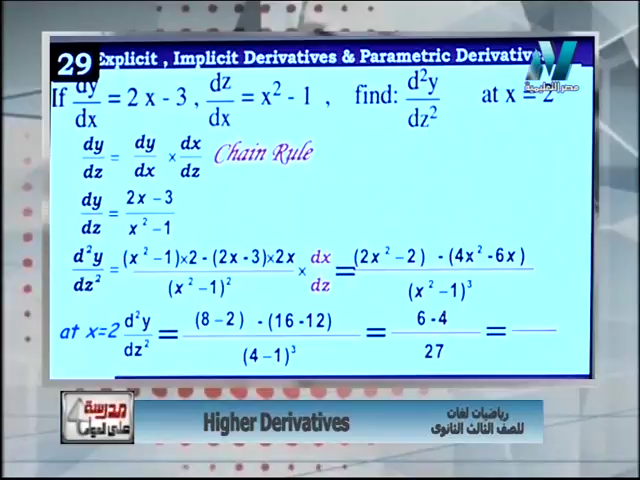 29 Explicit , Implicit Derivatives & Parametric
مصر التعليمية
If dy/dx = 2 x - 3 , dz/dx = x² - 1 , find: d²y/dz² at x = 2
dy/dz = dy/dx × dx/dz Chain Rule
dy/dz = 2x - 3 / x² - 1
d²y/dz² = (x² - 1)×2 - (2x - 3)×2x / (x² - 1)² × dx/dz = (2x² - 2) - (4x² - 6x) / (x² - 1)³
at x=2 d²y/dz² = (8 - 2) - (16 - 12) / (4 - 1)³ = 6 - 4 / 27 =
مدرسة على الهواء
Higher Derivatives
رياضيات لغات
للصف الثالث الثانوى